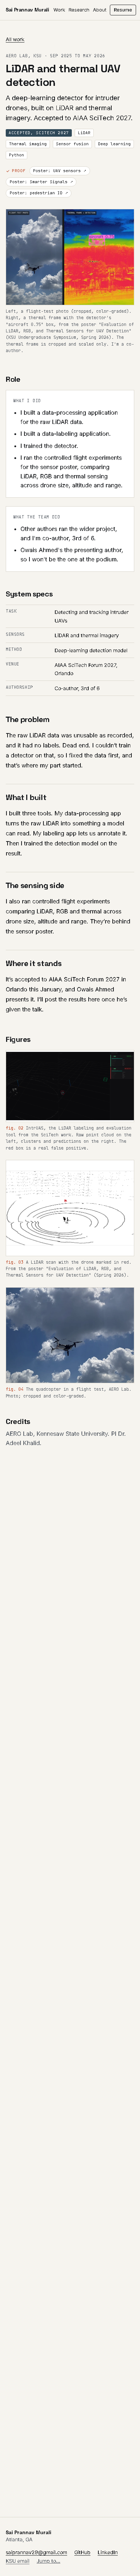 Sai Prannav Murali Work Research About Resume
All work
AERO LAB, KSU · SEP 2025 TO MAY 2026
LiDAR and thermal UAV
detection
A deep-learning detector for intruder
drones, built on LiDAR and thermal
imagery. Accepted to AIAA SciTech 2027.
ACCEPTED, SCITECH 2027 LiDAR
Thermal imaging Sensor fusion Deep learning
Python
✓ PROOF Poster: UAV sensors ↗
Poster: Smarter Signals ↗
Poster: pedestrian IO ↗
Left, a flight-test photo (cropped, color-graded).
Right, a thermal frame with the detector's
"aircraft 0.75" box, from the poster "Evaluation of
LiDAR, RGB, and Thermal Sensors for UAV Detection"
(KSU Undergraduate Symposium, Spring 2026). The
thermal frame is cropped and scaled only. I'm a co-
author.
Role
WHAT I DID
• I built a data-processing application
for the raw LiDAR data.
• I built a data-labeling application.
• I trained the detector.
• I ran the controlled flight experiments
for the sensor poster, comparing
LiDAR, RGB and thermal sensing
across drone size, altitude and range.
WHAT THE TEAM DID
• Other authors ran the wider project,
and I'm co-author, 3rd of 6.
• Owais Ahmed's the presenting author,
so I won't be the one at the podium.
System specs
TASK Detecting and tracking intruder
UAVs
SENSORS LiDAR and thermal imagery
METHOD Deep-learning detection model
VENUE AIAA SciTech Forum 2027,
Orlando
AUTHORSHIP Co-author, 3rd of 6
The problem
The raw LiDAR data was unusable as recorded,
and it had no labels. Dead end. I couldn't train
a detector on that, so I fixed the data first, and
that's where my part started.
What I built
I built three tools. My data-processing app
turns the raw LiDAR into something a model can
read. My labeling app lets us annotate it.
Then I trained the detection model on the
result.
The sensing side
I also ran controlled flight experiments
comparing LiDAR, RGB and thermal across
drone size, altitude and range. They're behind
the sensor poster.
Where it stands
It's accepted to AIAA SciTech Forum 2027 in
Orlando this January, and Owais Ahmed
presents it. I'll post the results here once he's
given the talk.
Figures
fig. 02 IntriGS, the LiDAR labeling and evaluation
tool from the SciTech work. Raw point cloud on the
left, clusters and predictions on the right. The
red box is a real false positive.
fig. 03 A LiDAR scan with the drone marked in red.
From the poster "Evaluation of LiDAR, RGB, and
Thermal Sensors for UAV Detection" (Spring 2026).
fig. 04 The quadcopter in a flight test, AERO Lab.
Photo; cropped and color-graded.
Credits
AERO Lab, Kennesaw State University. PI Dr.
Adeel Khalid.
Sai Prannav Murali
Atlanta, GA
saiprannav28@gmail.com GitHub LinkedIn
KSU email Jump to…